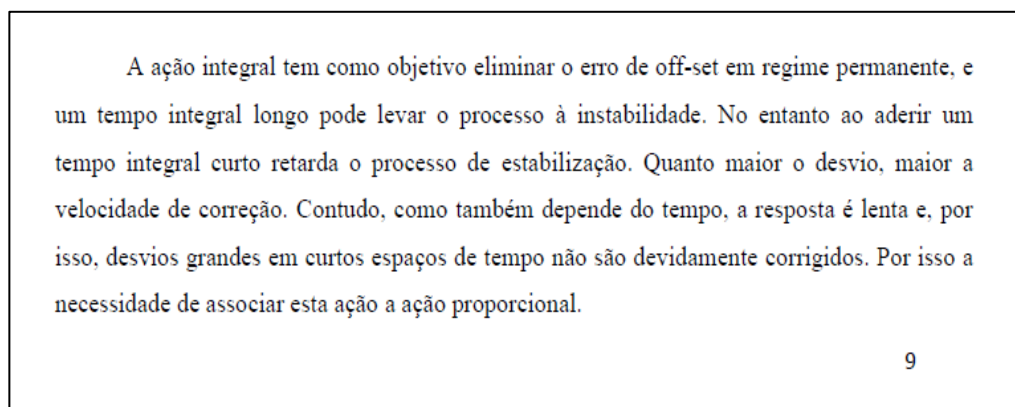 A ação integral tem como objetivo eliminar o erro de off-set em regime permanente, e
um tempo integral longo pode levar o processo à instabilidade. No entanto ao aderir um
tempo integral curto retarda o processo de estabilização. Quanto maior o desvio, maior a
velocidade de correção. Contudo, como também depende do tempo, a resposta é lenta e, por
isso, desvios grandes em curtos espaços de tempo não são devidamente corrigidos. Por isso a
necessidade de associar esta ação a ação proporcional.
9